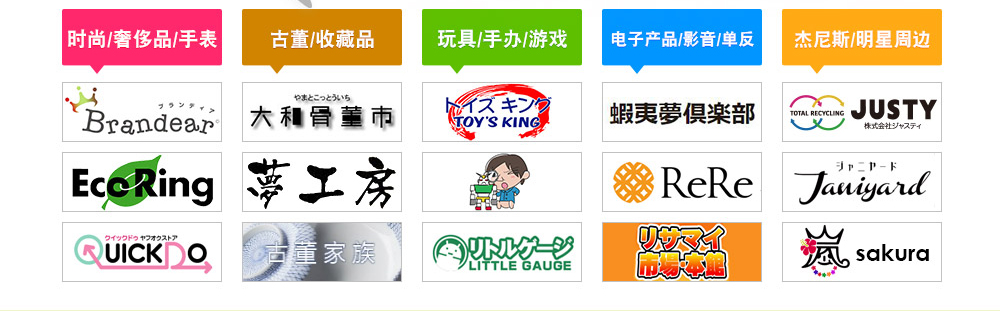 时尚/奢侈品/手表
古董/收藏品
玩具/手办/游戏
电子产品/影音/单反
杰尼斯/明星周边
ブランディア
Brandear
やまとこっとういち
大和骨董市
トイズ キング
TOY'S KING
蝦夷夢倶楽部
TOTAL RECYCLING
JUSTY
株式会社ジャスティ
EcoRing
夢工房
ReRe
ジャニヤード
Janiyard
クイックドゥ ヤフオクストア
QUICKDO
古董家族
リトルゲージ
LITTLE GAUGE
リサマイ
市場・本館
嵐
sakura